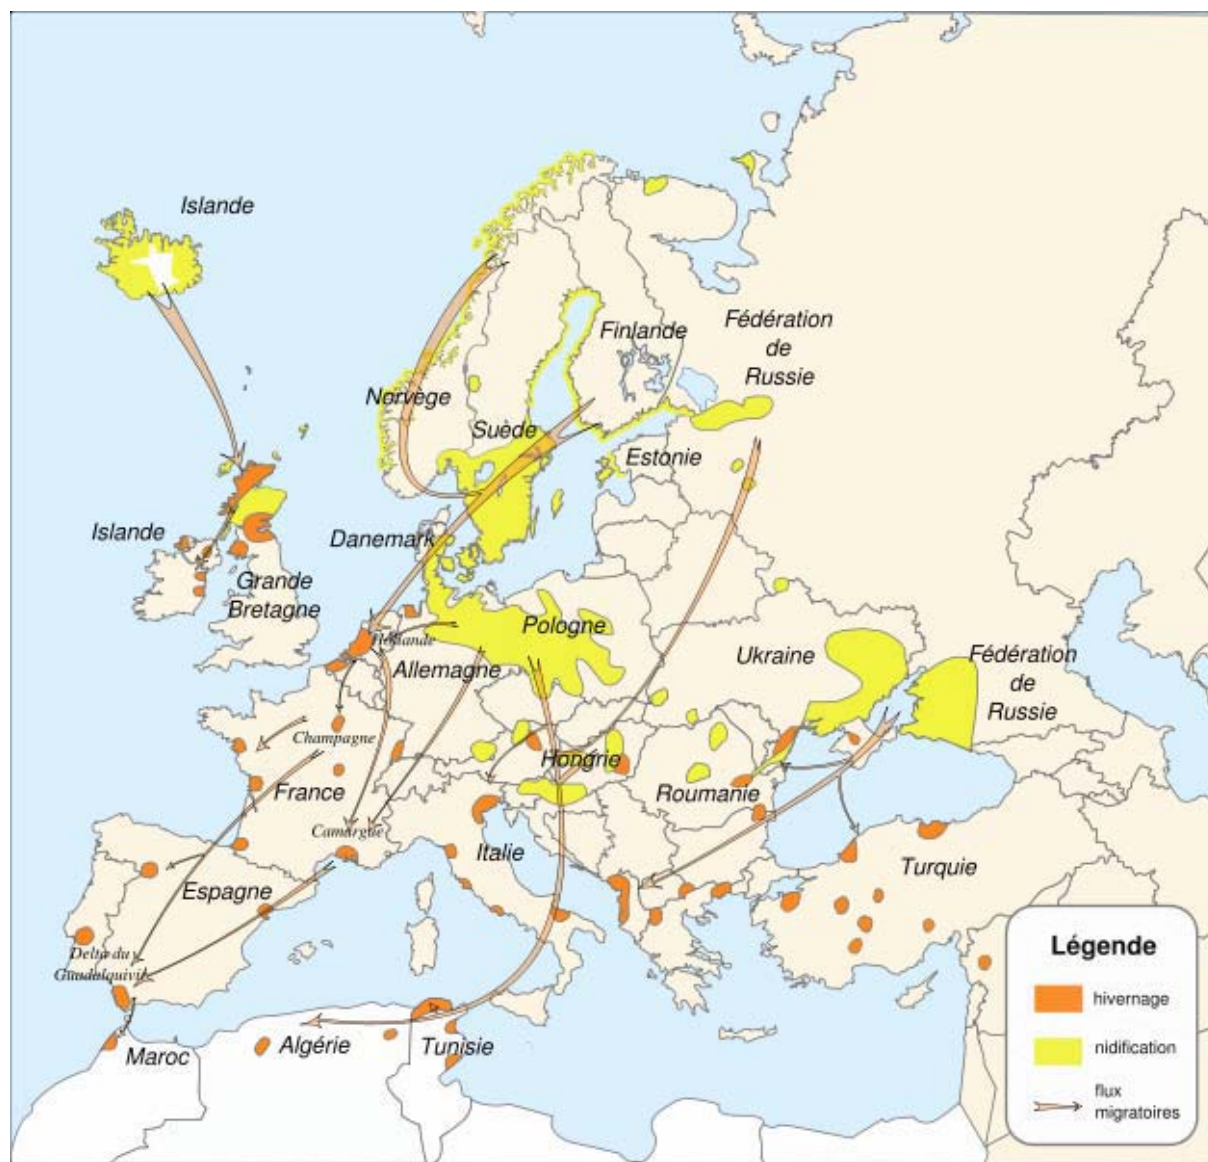 Islande
Finlande
Fédération
de
Russie
Norvège
Suède
Estonie
Islande
Danemark
Grande
Bretagne
Hollande
Pologne
Allemagne
Ukraine
Fédération
de
Russie
Champagne
Hongrie
France
Roumanie
Camargue
Italie
Espagne
Turquie
Delta du
Guadalquivir
Maroc
Algérie
Tunisie
Légende
hivernage
nidification
flux
migratoires